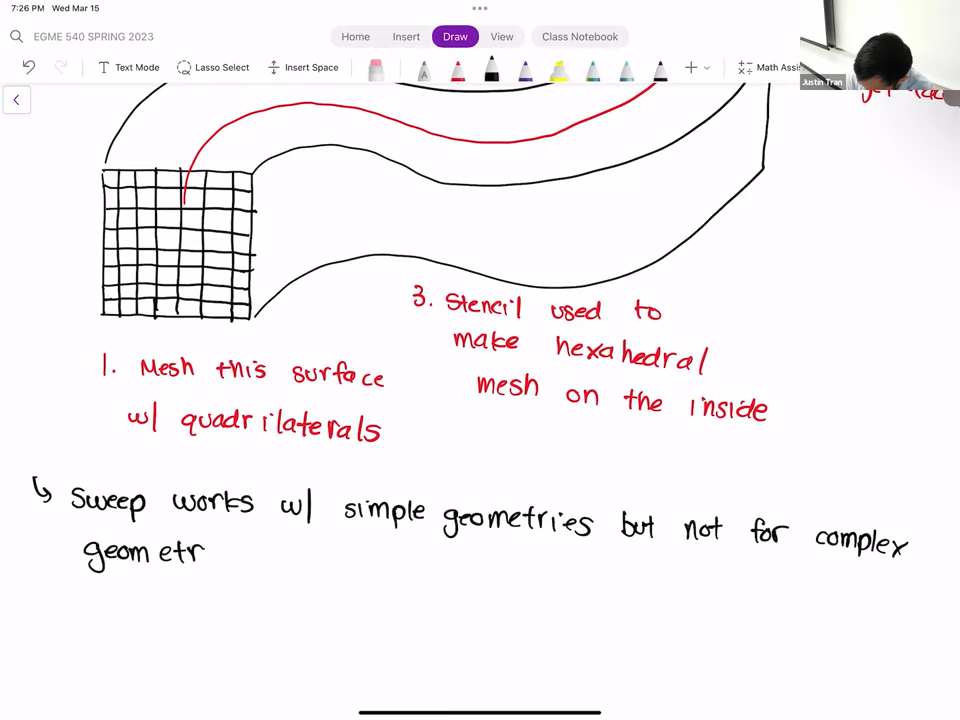 7:26 PM Wed Mar 15
EGME 540 SPRING 2023
Home Insert Draw View Class Notebook
Text Mode Lasso Select Insert Space Math Assis
Justin Tran
3. Stencil used to
make hexahedral
mesh on the inside
1. Mesh this surface
w/ quadrilaterals
↳ Sweep works w/ simple geometries but not for complex
geometr